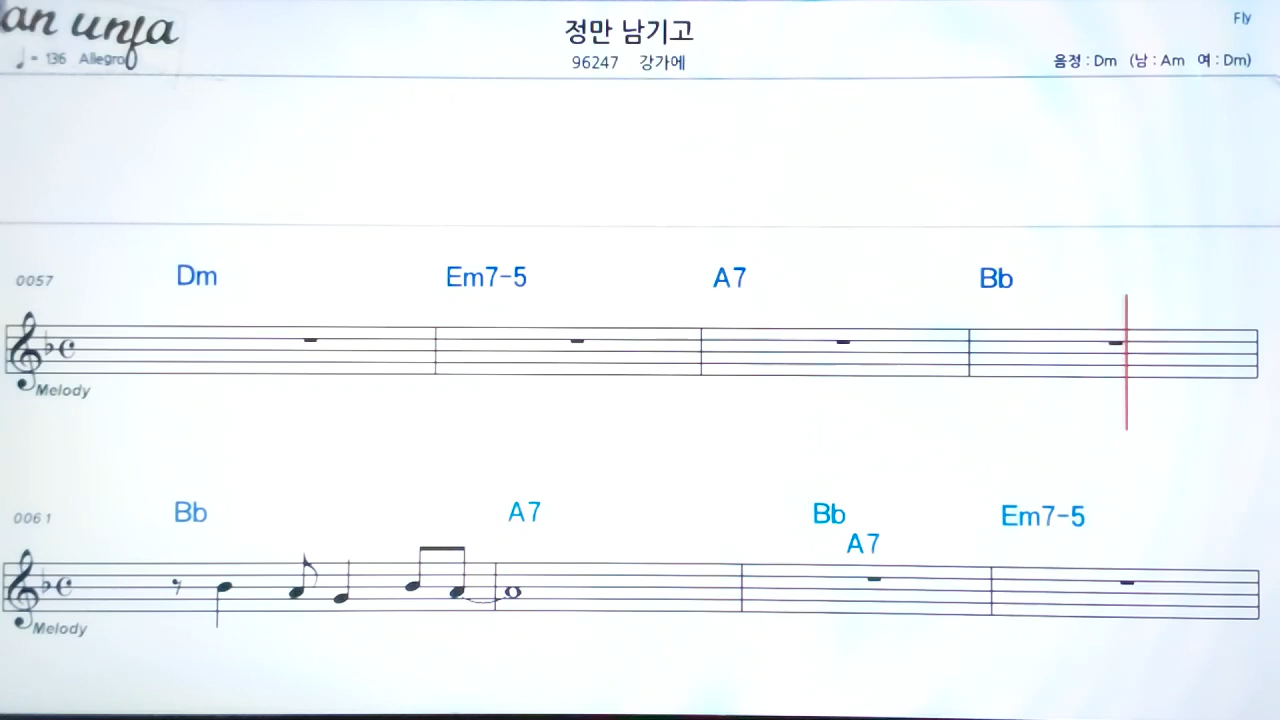 an unfa
정만 남기고
Fly
♩ = 136 Allegro
96247 강가에
음정 : Dm (남 : Am 여 : Dm)
0057 Dm Em7-5 A7 Bb
Melody
0061 Bb A7 Bb Em7-5
A7
Melody